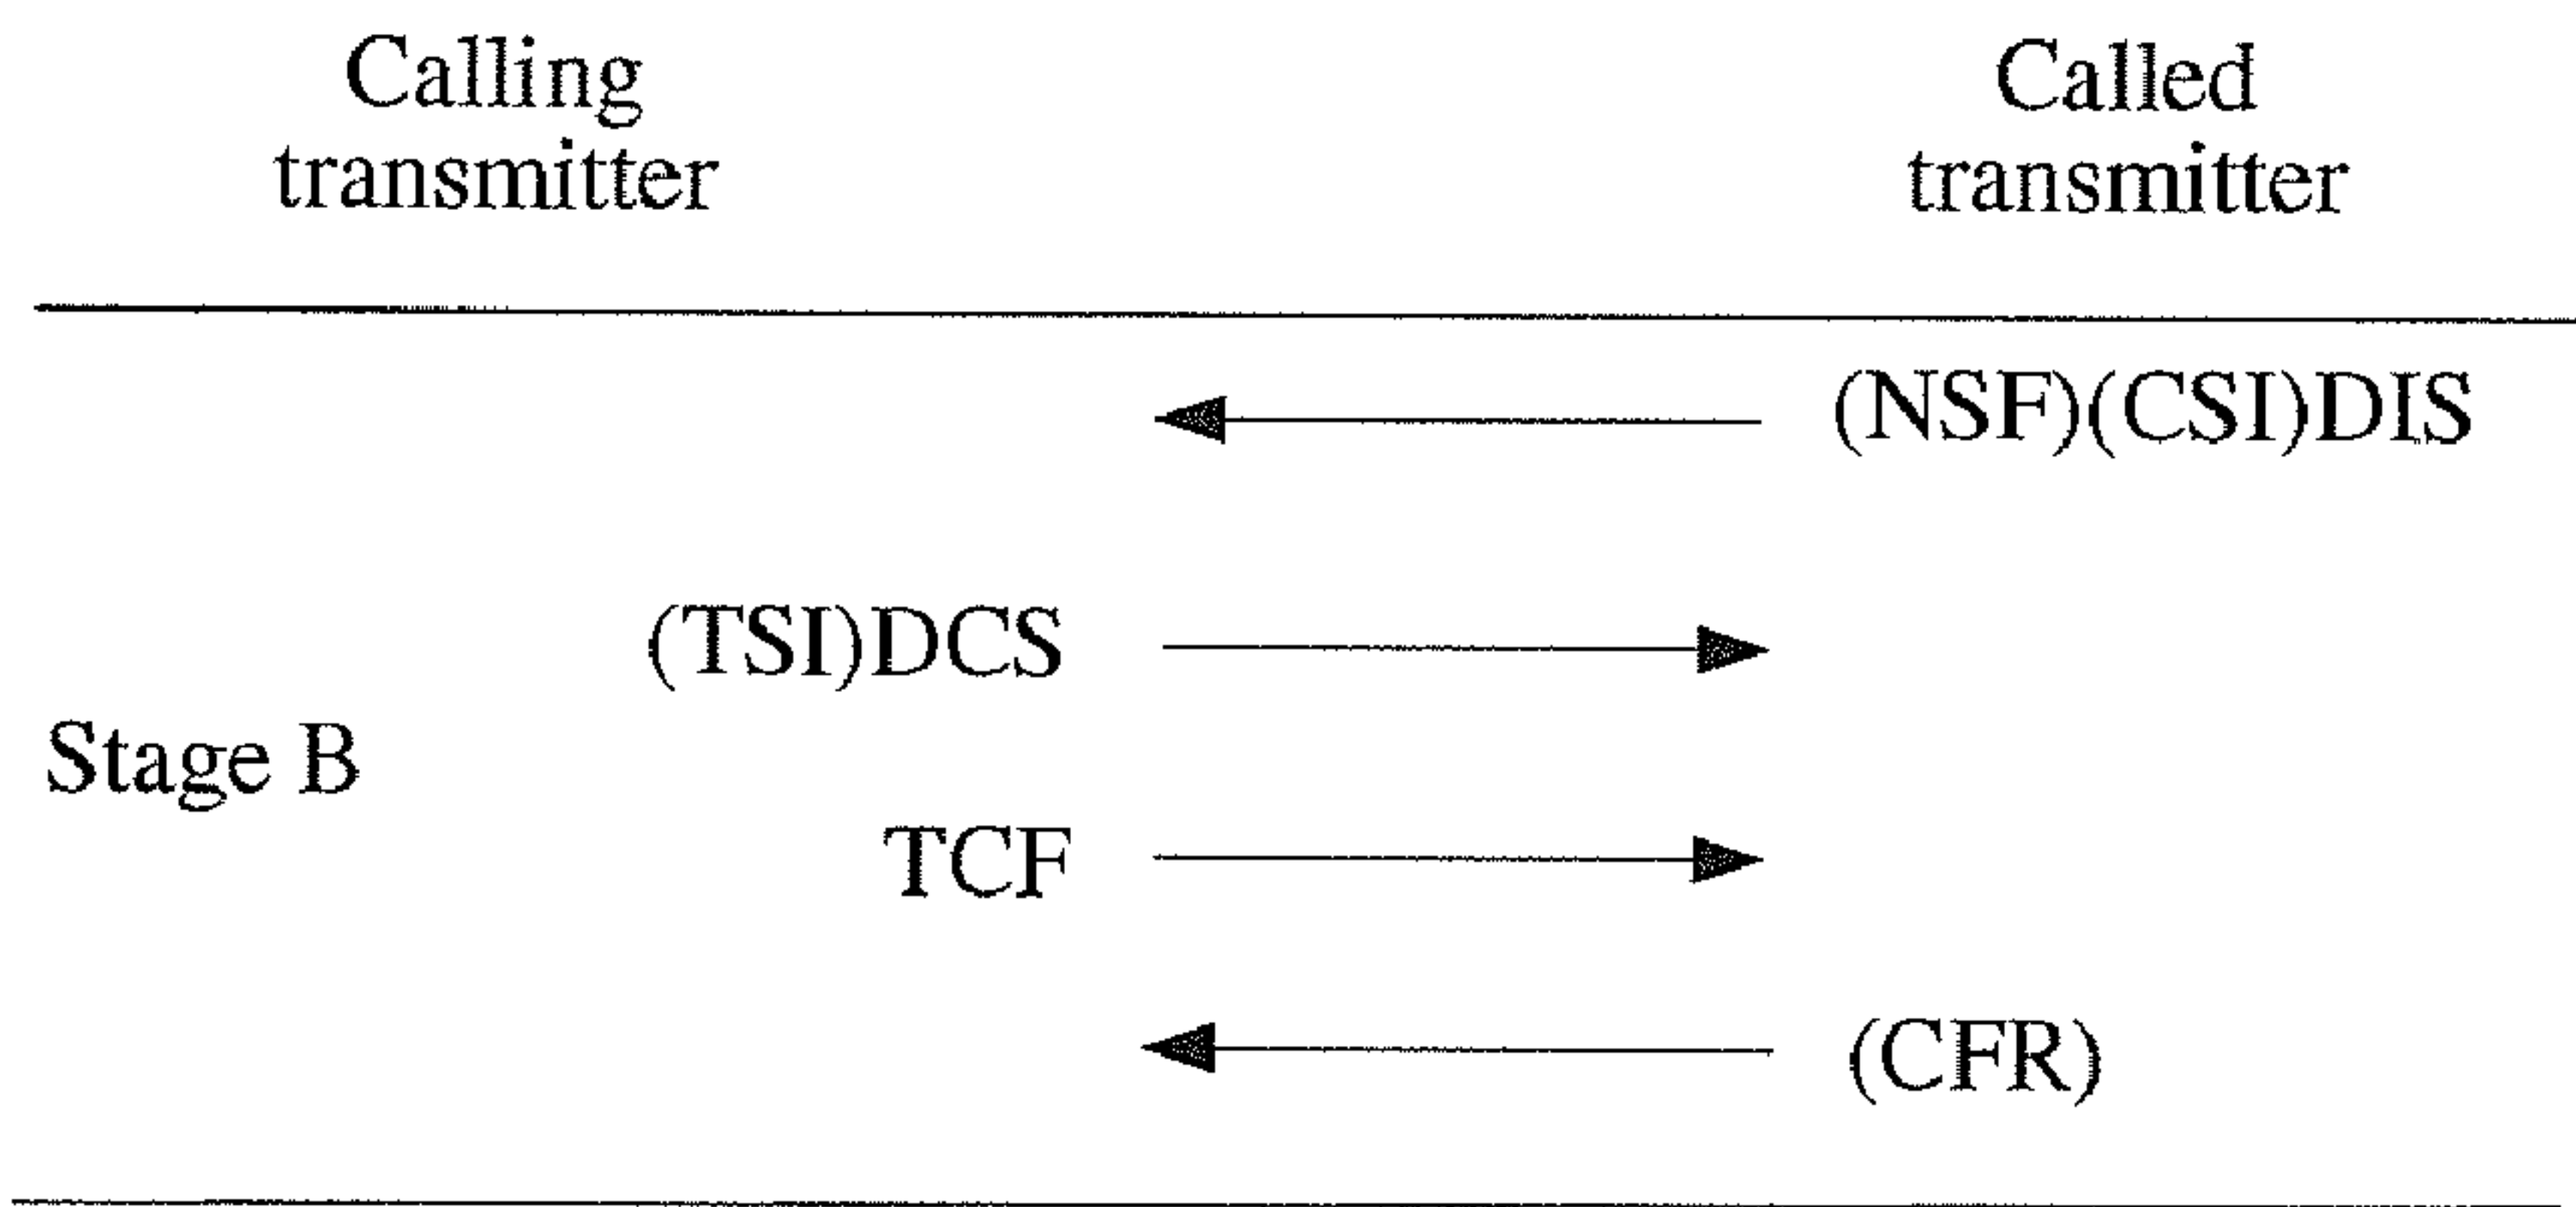 Calling
transmitter
Called
transmitter
(NSF)(CSI)DIS
(TSI)DCS
Stage B
TCF
(CFR)